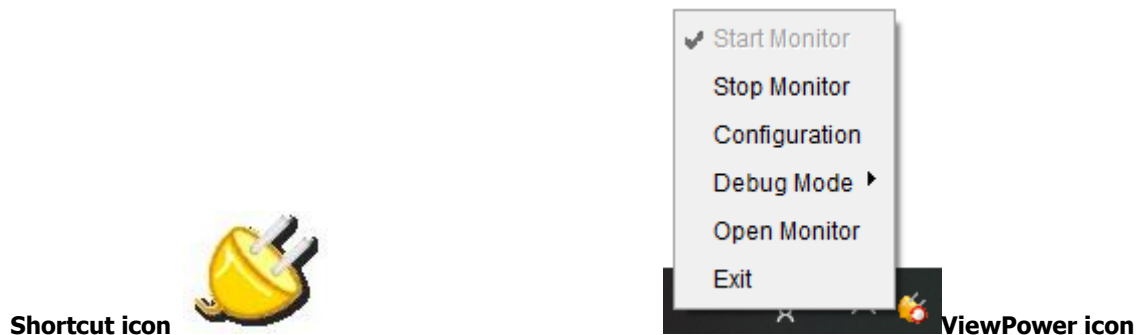 Start Monitor
Stop Monitor
Configuration
Debug Mode
Open Monitor
Exit
Shortcut icon
ViewPower icon